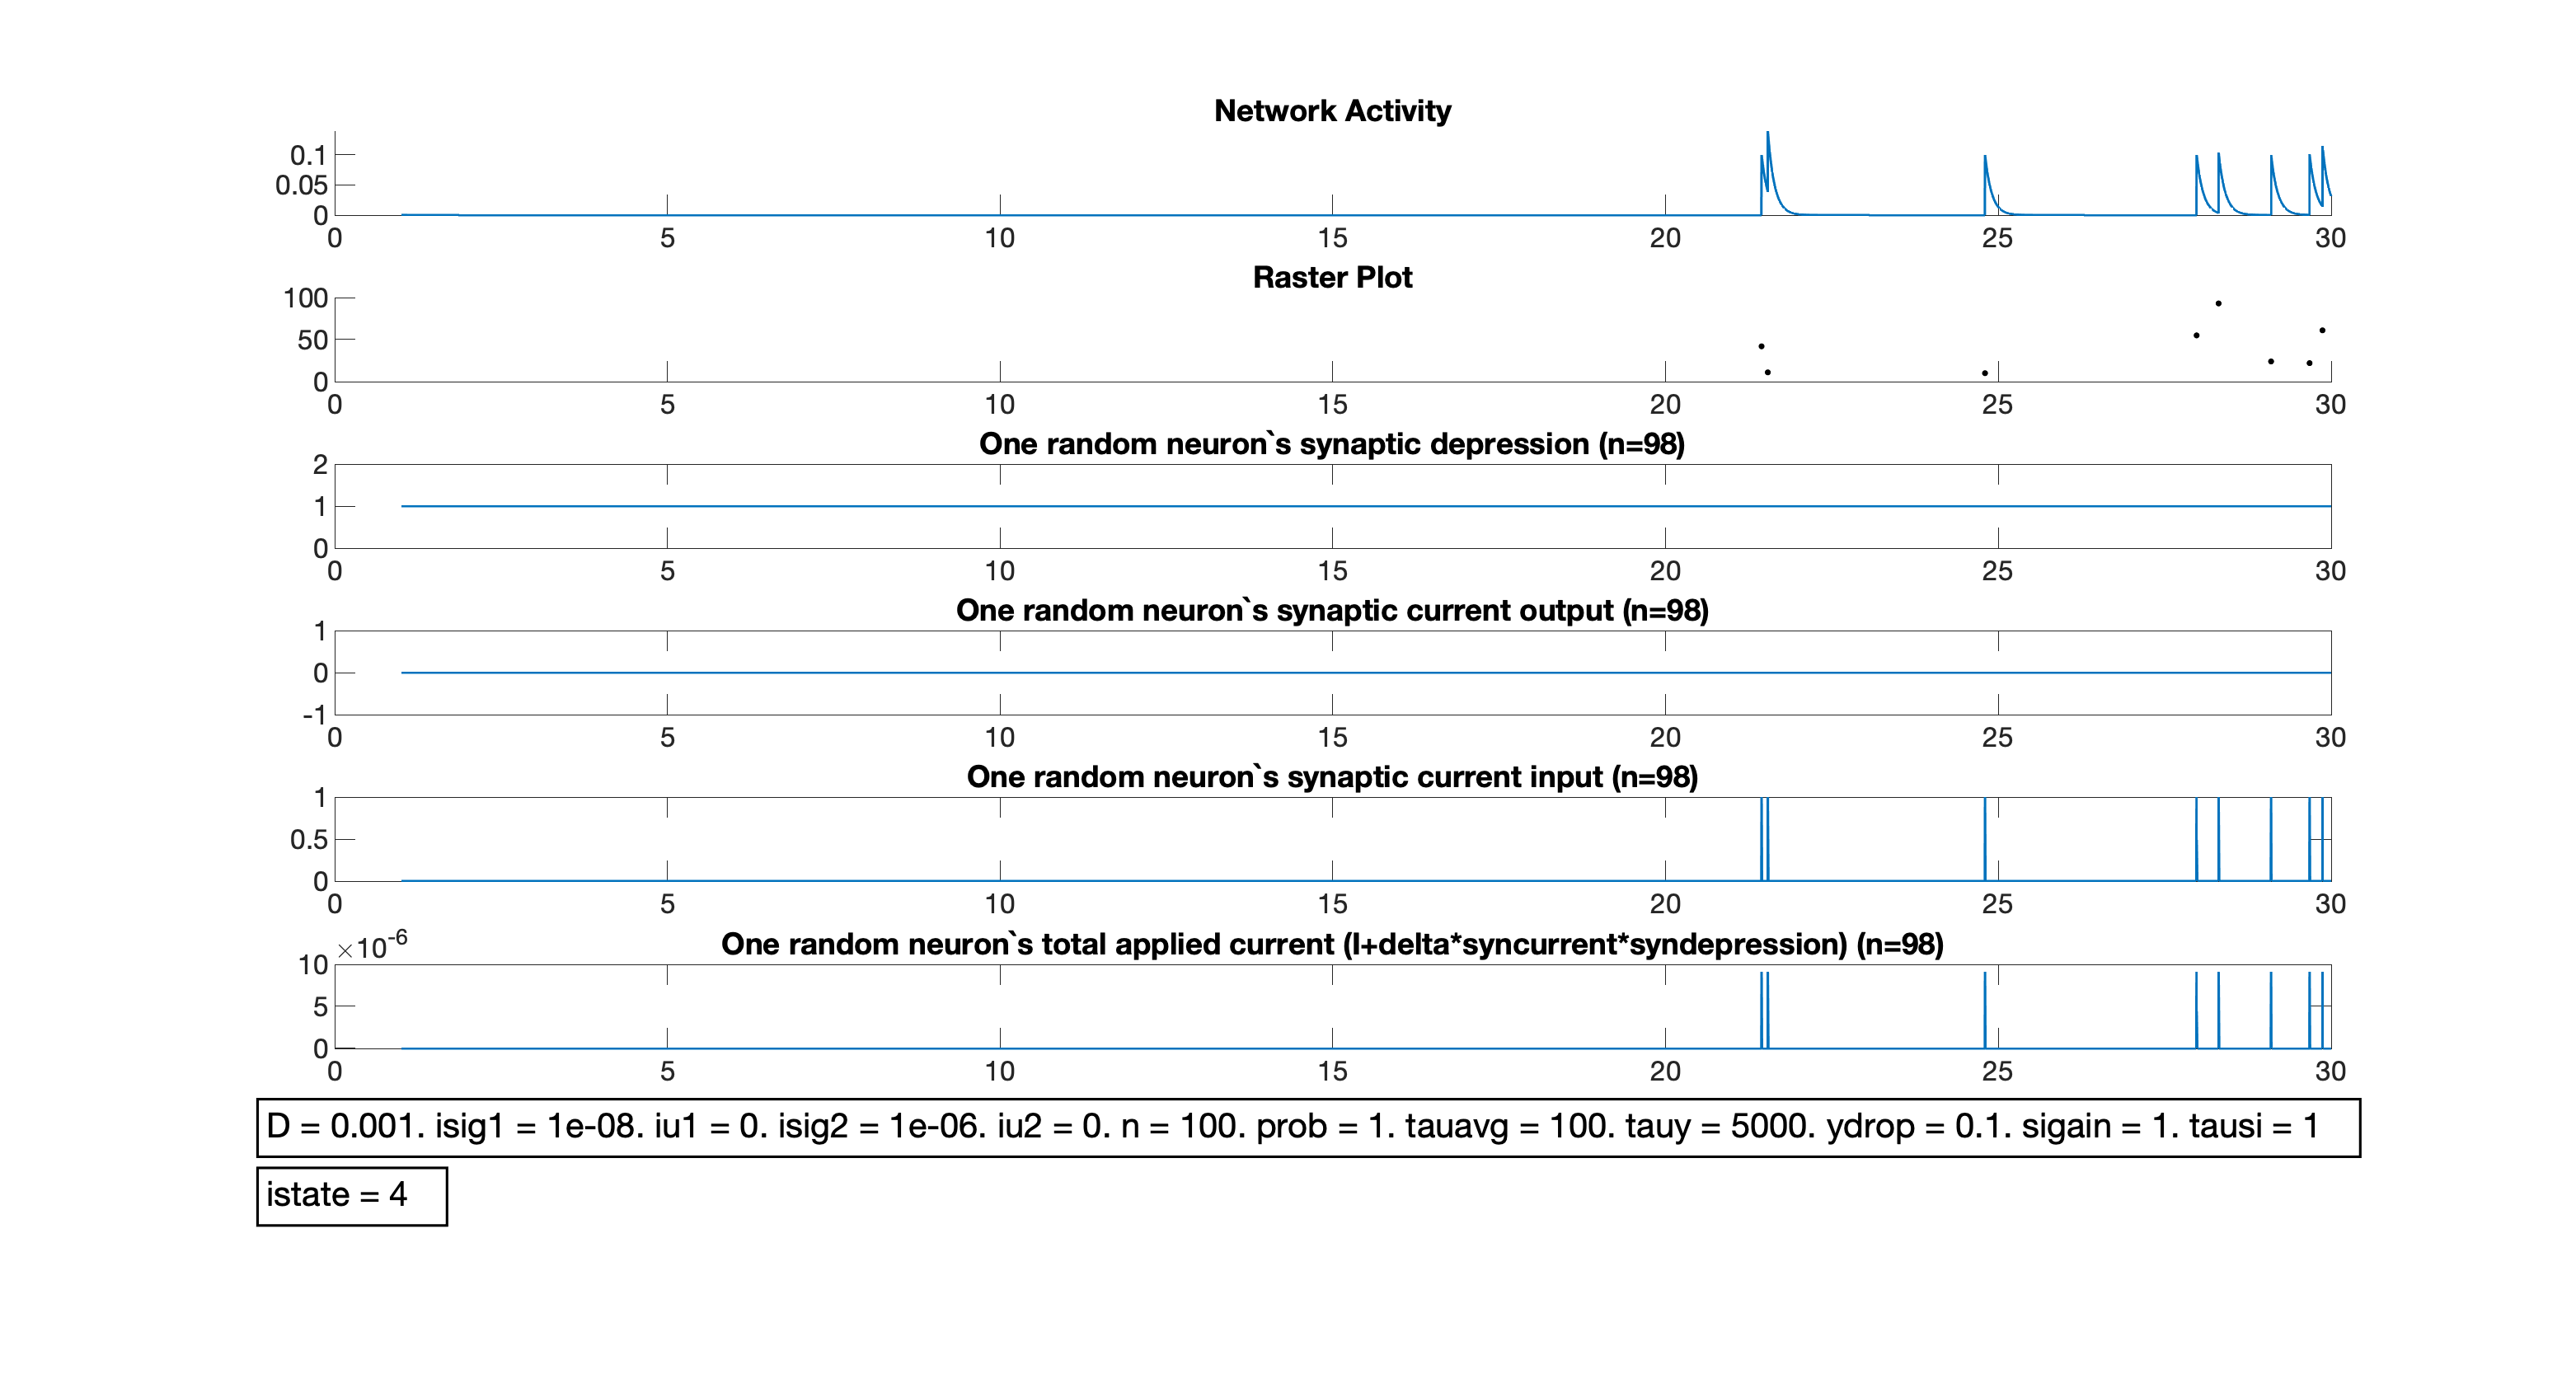 Network Activity
0.1
0.05
0
0 5 10 15 20 25 30
Raster Plot
100
50
0
0 5 10 15 20 25 30
One random neuron`s synaptic depression (n=98)
2
1
0
0 5 10 15 20 25 30
One random neuron`s synaptic current output (n=98)
1
0
-1
0 5 10 15 20 25 30
One random neuron`s synaptic current input (n=98)
1
0.5
0
0 5 10 15 20 25 30
One random neuron`s total applied current (I+delta*syncurrent*syndepression) (n=98)
×10^-6
10
5
0
0 5 10 15 20 25 30
D = 0.001. isig1 = 1e-08. iu1 = 0. isig2 = 1e-06. iu2 = 0. n = 100. prob = 1. tauavg = 100. tauy = 5000. ydrop = 0.1. sigain = 1. tausi = 1
istate = 4